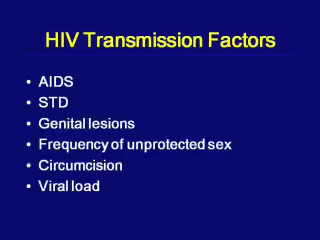 HIV Transmission Factors
• AIDS
• STD
• Genital lesions
• Frequency of unprotected sex
• Circumcision
• Viral load